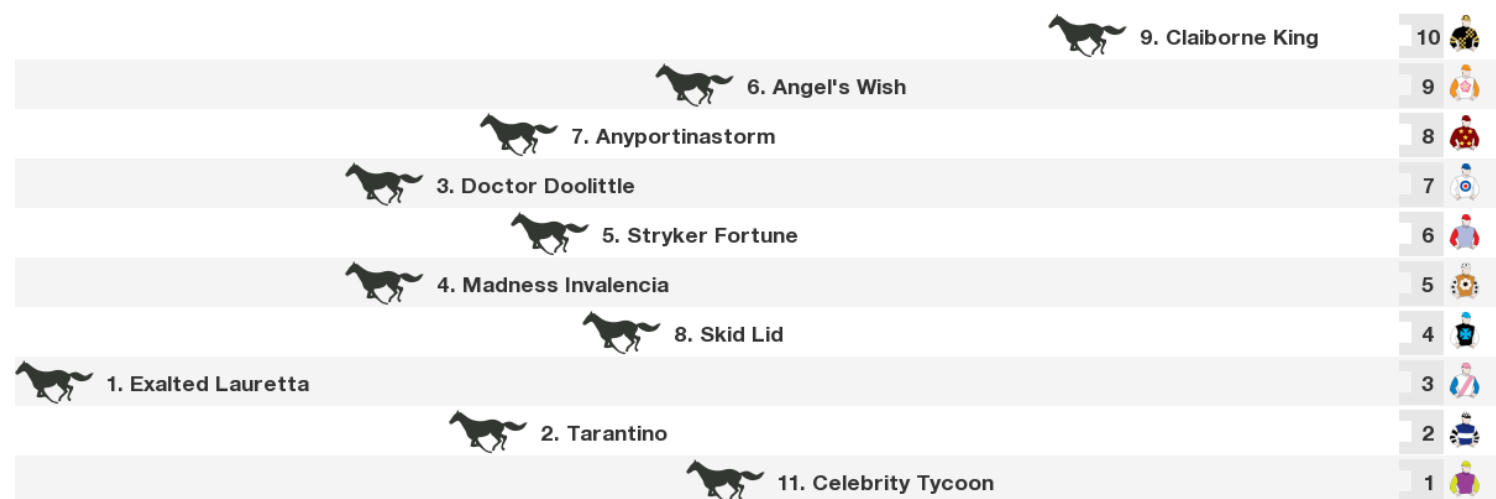 9. Claiborne King 10
6. Angel's Wish 9
7. Anyportinastorm 8
3. Doctor Doolittle 7
5. Stryker Fortune 6
4. Madness Invalencia 5
8. Skid Lid 4
1. Exalted Lauretta 3
2. Tarantino 2
11. Celebrity Tycoon 1